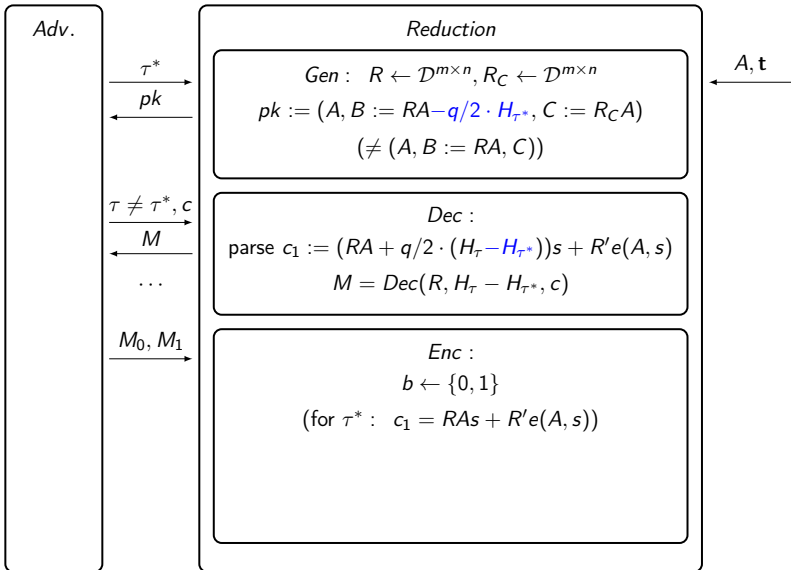 Adv.
Reduction
τ*
pk
A, t
Gen : R ← 𝒟^{m×n}, R_C ← 𝒟^{m×n}
pk := (A, B := RA−q/2 · H_{τ*}, C := R_C A)
(≠ (A, B := RA, C))
τ ≠ τ*, c
M
...
Dec :
parse c_1 := (RA + q/2 · (H_τ−H_{τ*}))s + R′e(A, s)
M = Dec(R, H_τ − H_{τ*}, c)
M_0, M_1
Enc :
b ← {0, 1}
(for τ* : c_1 = RAs + R′e(A, s))